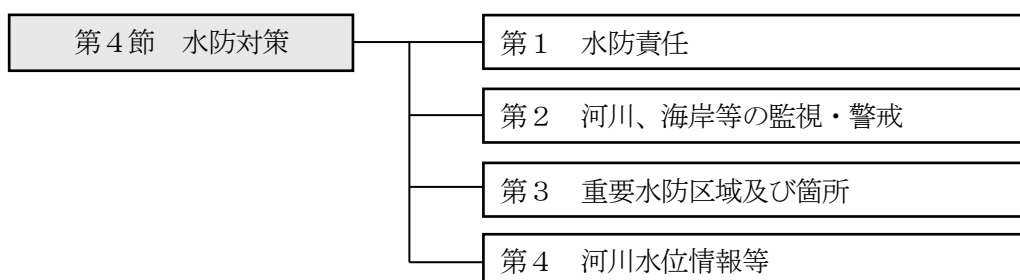 第４節　水防対策
第１　水防責任
第２　河川、海岸等の監視・警戒
第３　重要水防区域及び箇所
第４　河川水位情報等